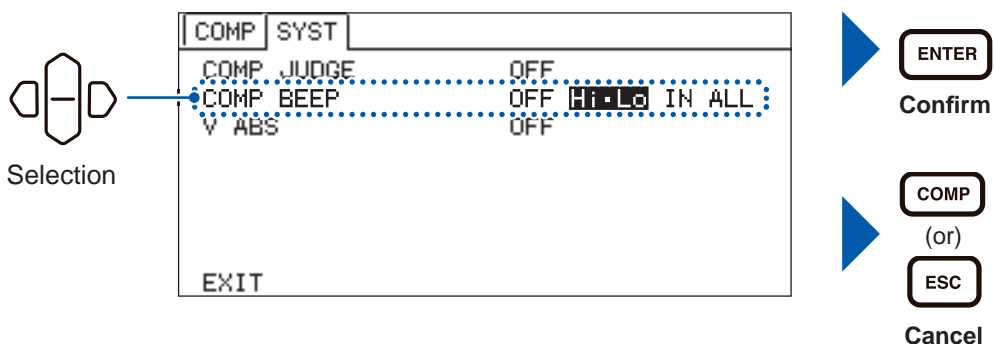 COMP SYST
COMP JUDGE OFF
COMP BEEP OFF Hi▪Lo IN ALL
V ABS OFF
EXIT
Selection
ENTER
Confirm
COMP
(or)
ESC
Cancel